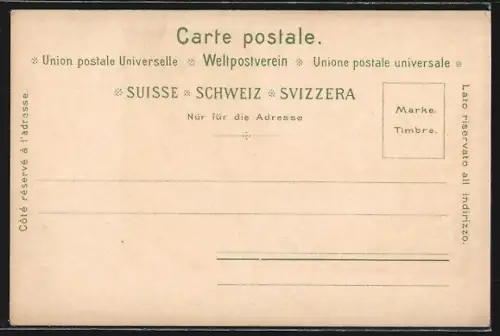 Carte postale.
※ Union postale Universelle ※ Weltpostverein ※ Unione postale universale ※
※ SUISSE ※ SCHWEIZ ※ SVIZZERA
Nur für die Adresse
Marke.
Timbre.
Côté réservé à l'adresse.
Lato riservato all indirizzo.